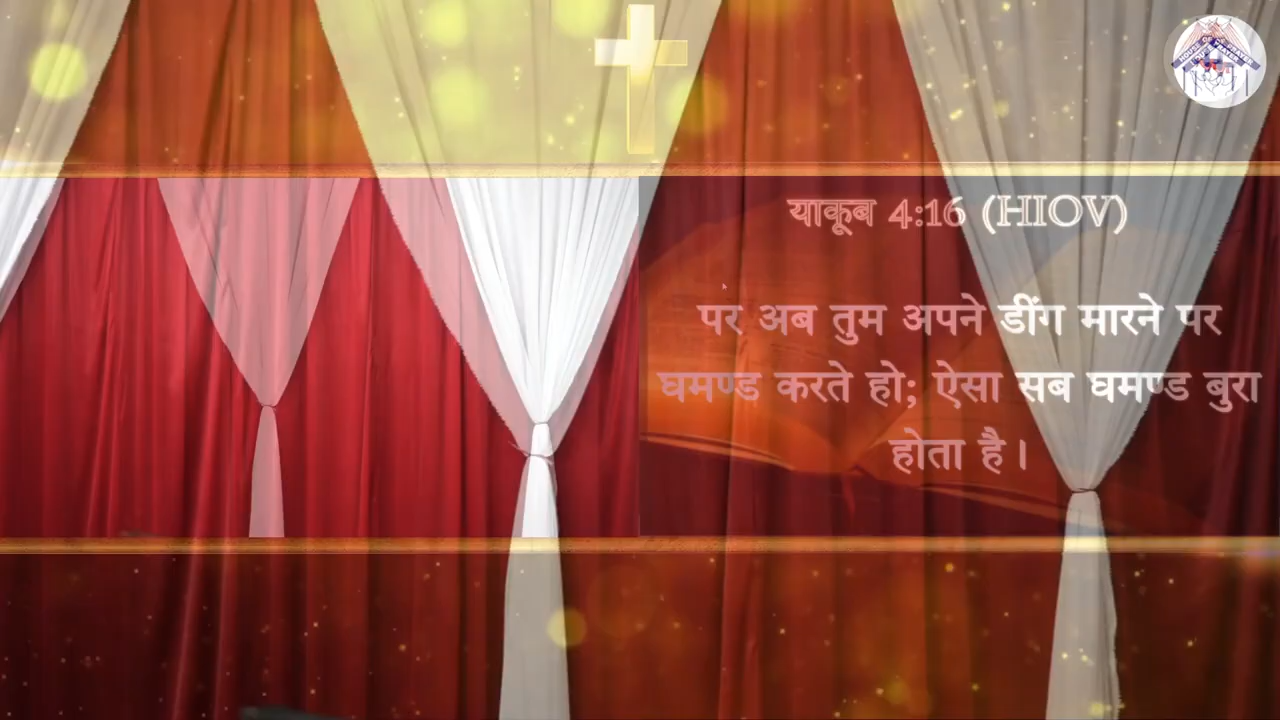 याकूब 4:16 (HIOV)
पर अब तुम अपने डींग मारने पर
घमण्ड करते हो; ऐसा सब घमण्ड बुरा
होता है।